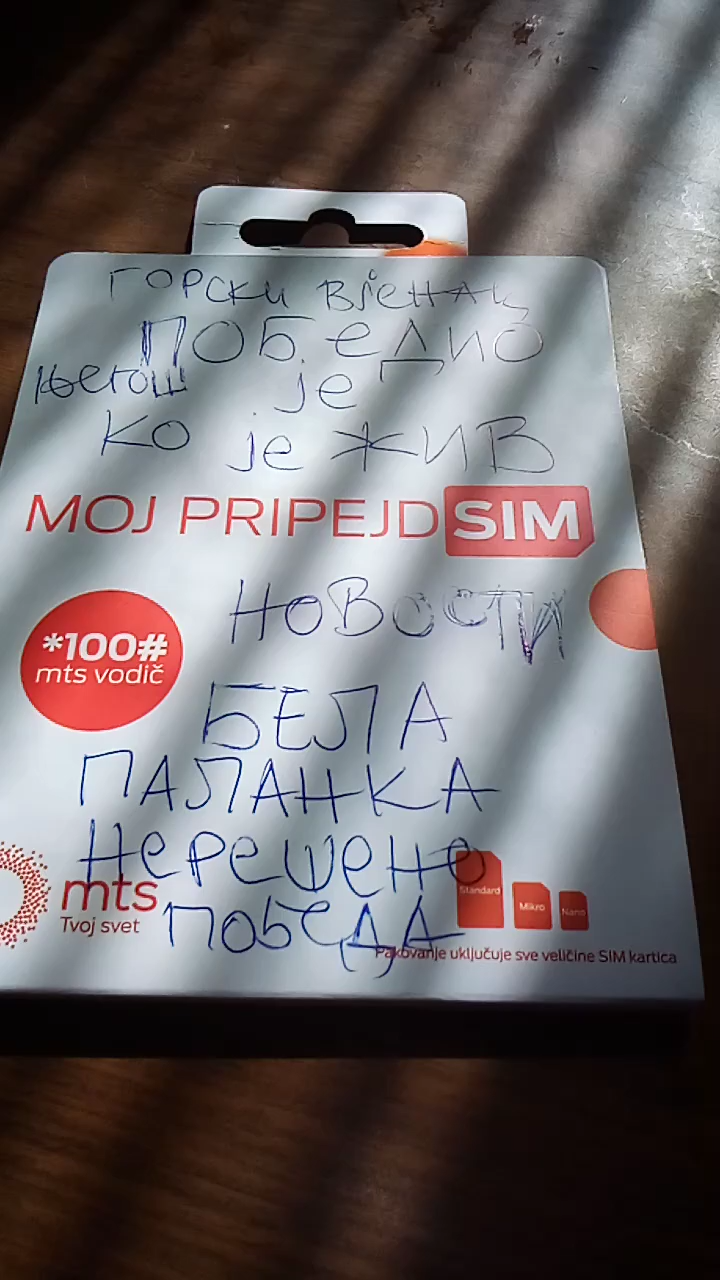 ГОРСКИ ВЈЕНАЦ
ПОБЕДИО
Његош је
КО је ЖИВ
MOJ PRIPEJD SIM
НОВОСТИ
*100#
mts vodič
БЕЛА
ПАЛАНКА
НеРеШеНо
mts
Tvoj svet
ПОБЕДА
Standard
Mikro
Nano
Pakovanje uključuje sve veličine SIM kartica